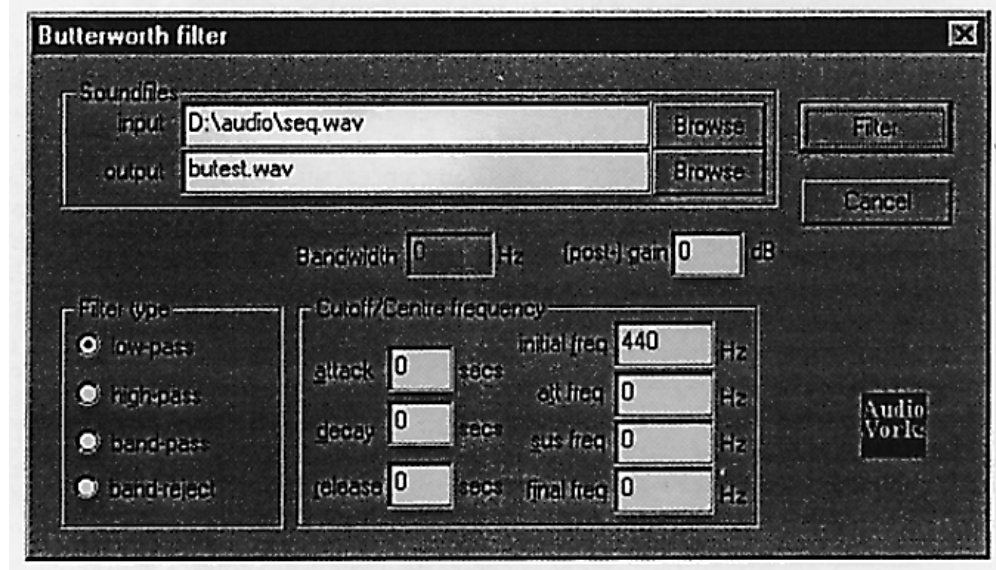 Butterworth filter
Soundfiles
input D:\audio\seq.wav Browse Filter
output butest.wav Browse Cancel
Bandwidth 0 Hz (post-) gain 0 dB
Filter type
low-pass
high-pass
band-pass
band-reject
Cutoff/Centre frequency
attack 0 secs
decay 0 secs
release 0 secs
initial freq 440 Hz
att freq 0 Hz
sus freq 0 Hz
final freq 0 Hz
Audio
Work